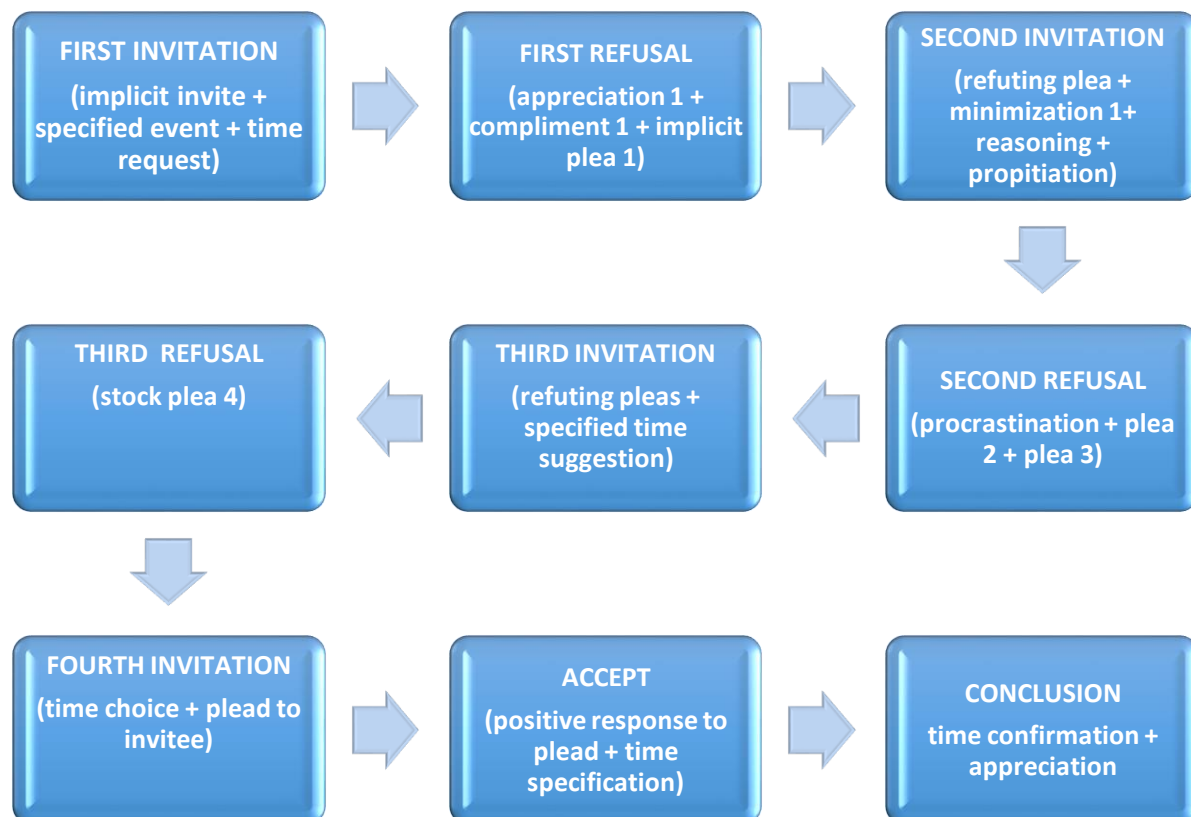 FIRST INVITATION
(implicit invite +
specified event + time
request)
FIRST REFUSAL
(appreciation 1 +
compliment 1 + implicit
plea 1)
SECOND INVITATION
(refuting plea +
minimization 1+
reasoning +
propitiation)
SECOND REFUSAL
(procrastination + plea
2 + plea 3)
THIRD INVITATION
(refuting pleas +
specified time
suggestion)
THIRD  REFUSAL
(stock plea 4)
FOURTH INVITATION
(time choice + plead to
invitee)
ACCEPT
(positive response to
plead + time
specification)
CONCLUSION
time confirmation +
appreciation